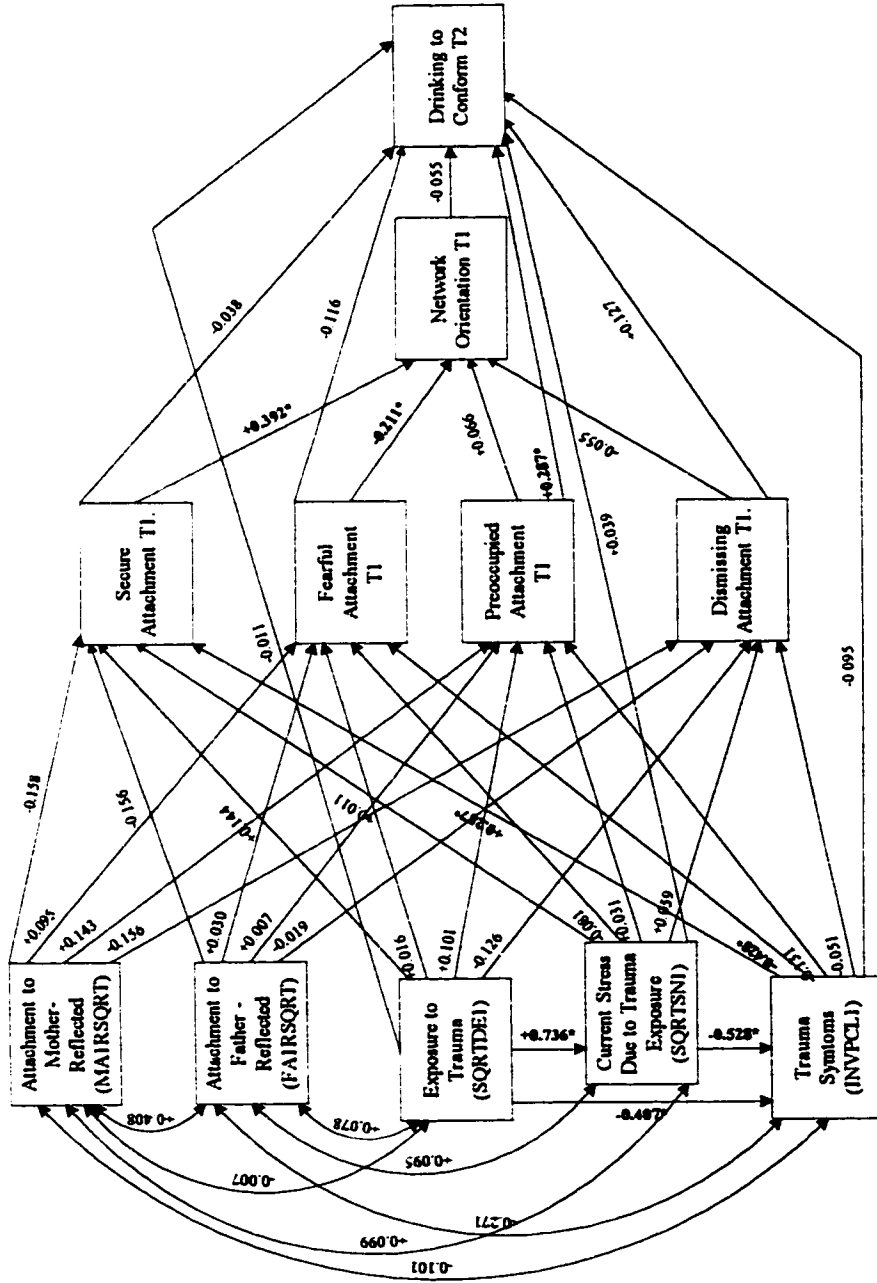 Attachment to
Mother-
Reflected
(MA1RSQRT)
Attachment to
Father -
Reflected
(FA1RSQRT)
Exposure to
Trauma
(SQRTDE1)
Current Stress
Due to Trauma
Exposure
(SQRTSN1)
Trauma
Symtoms
(INVPCL1)
Secure
Attachment T1.
Fearful
Attachment
T1
Preoccupied
Attachment
T1
Dismissing
Attachment T1.
Network
Orientation T1
Drinking to
Conform T2
-0.158
+0.095
+0.143
-0.156
-0.156
+0.030
+0.007
-0.019
+0.144
+0.016
+0.101
-0.126
-0.011
-0.081
+0.031
+0.059
+0.287*
-0.428*
-0.051
+0.736*
-0.528*
-0.407*
+0.408
+0.078
-0.007
+0.095
-0.271
+0.099
-0.101
+0.392*
-0.211*
+0.066
-0.055
-0.038
-0.116
-0.055
+0.287*
+0.039
+0.127
-0.095